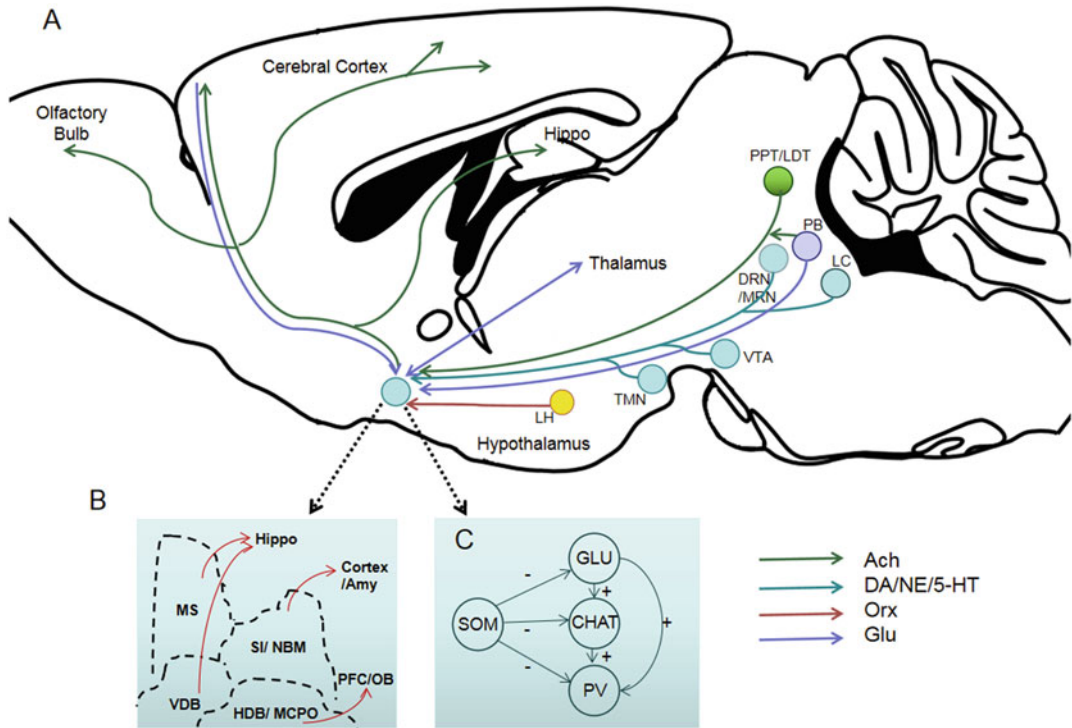 A
Cerebral Cortex
Olfactory
Bulb
Hippo
PPT/LDT
PB
Thalamus
DRN
/MRN
LC
VTA
TMN
LH
Hypothalamus
B
Hippo
Cortex
/Amy
MS
SI/ NBM
PFC/OB
VDB
HDB/ MCPO
C
GLU
-
+
SOM
-
CHAT
+
-
+
PV
Ach
DA/NE/5-HT
Orx
Glu